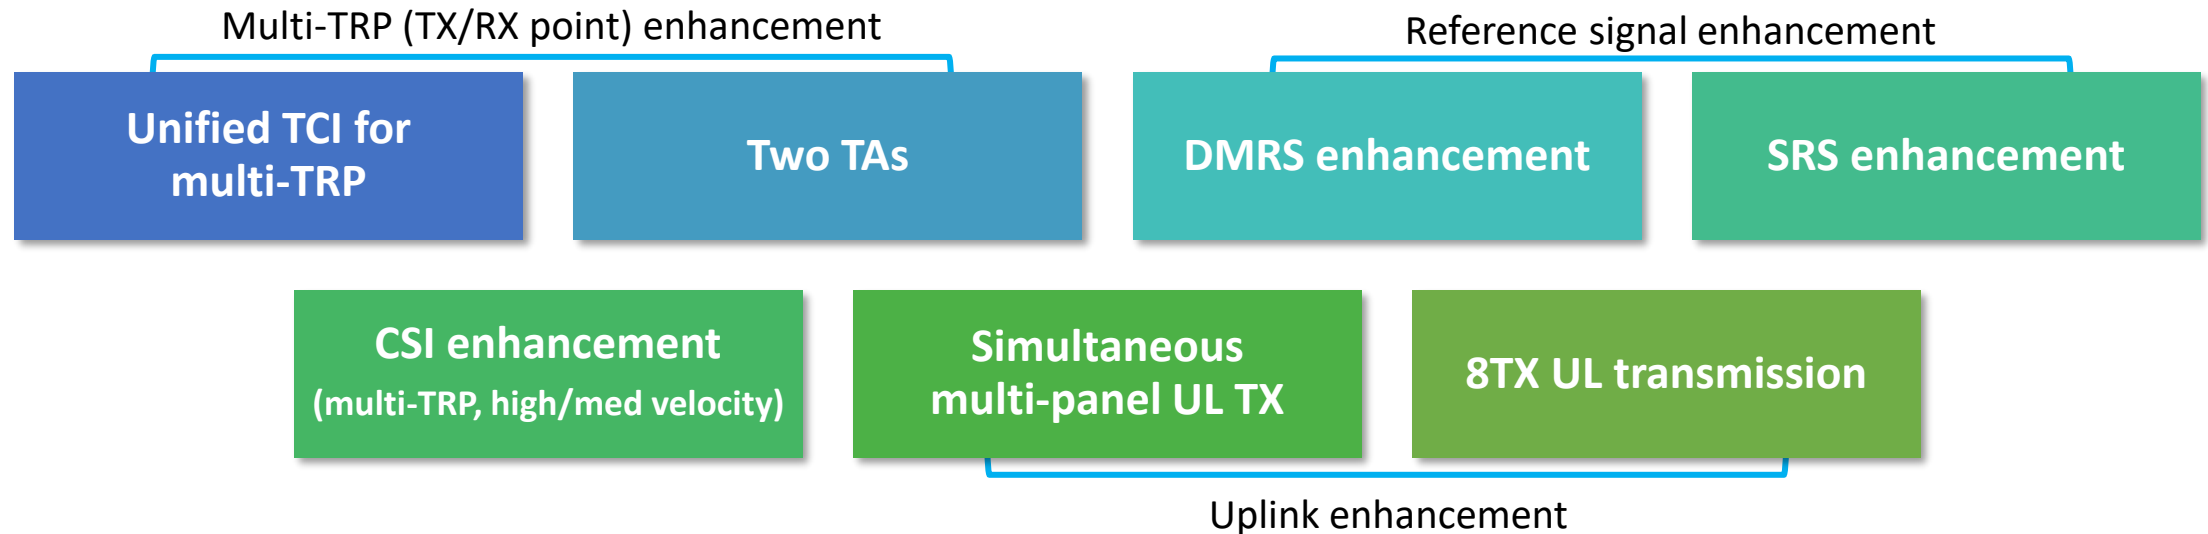 Multi-TRP (TX/RX point) enhancement
Reference signal enhancement
Unified TCI for
multi-TRP
Two TAs
DMRS enhancement
SRS enhancement
CSI enhancement
(multi-TRP, high/med velocity)
Simultaneous
multi-panel UL TX
8TX UL transmission
Uplink enhancement